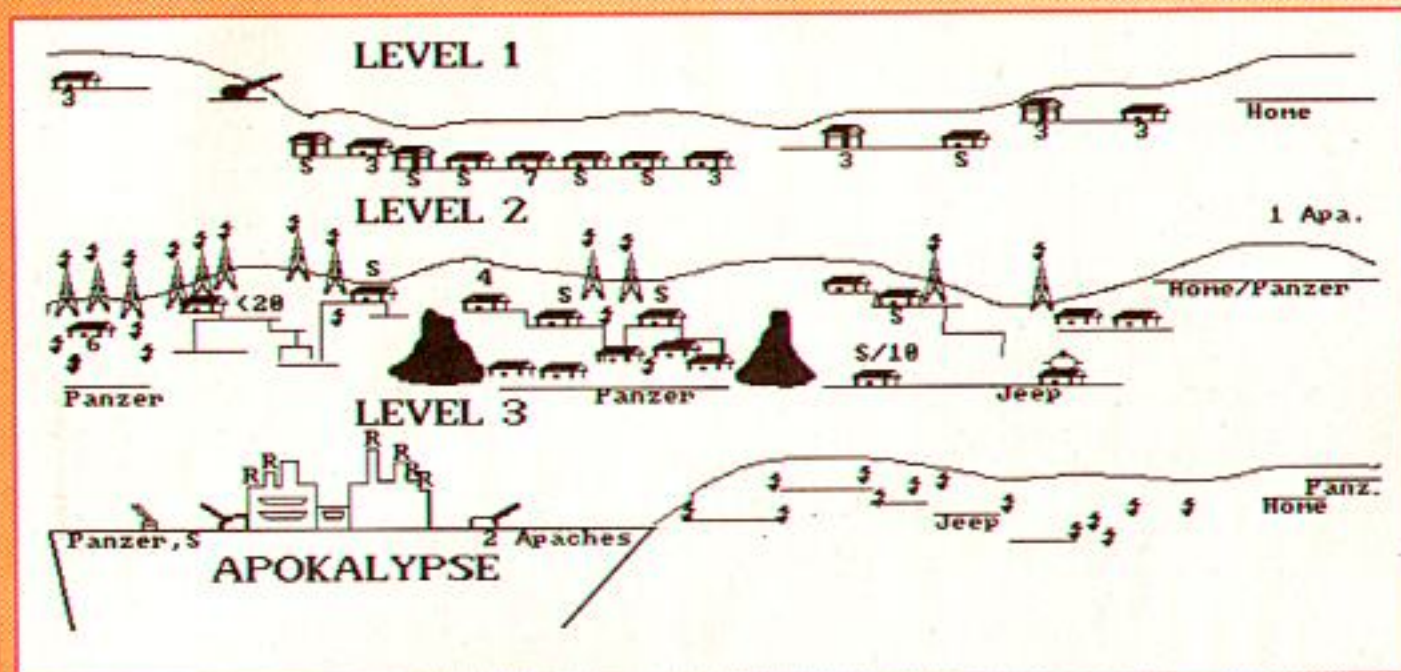 LEVEL 1
3
Home
3
3
S
3
S
S
7
S
S
3
3
S
LEVEL 2
1 Apa.
$ $ $ $ $ $ $ $ $ $ $ $
S
4
<20
S
S
Home/Panzer
$
S
6
$
$
$
$
S/10
$
Panzer
Panzer
Jeep
LEVEL 3
R
R
R
R
R
R
$ $ $ $ $ $ $ $ $ $ $ $ $
Panz.
Home
Jeep
Panzer,S
2 Apaches
APOKALYPSE